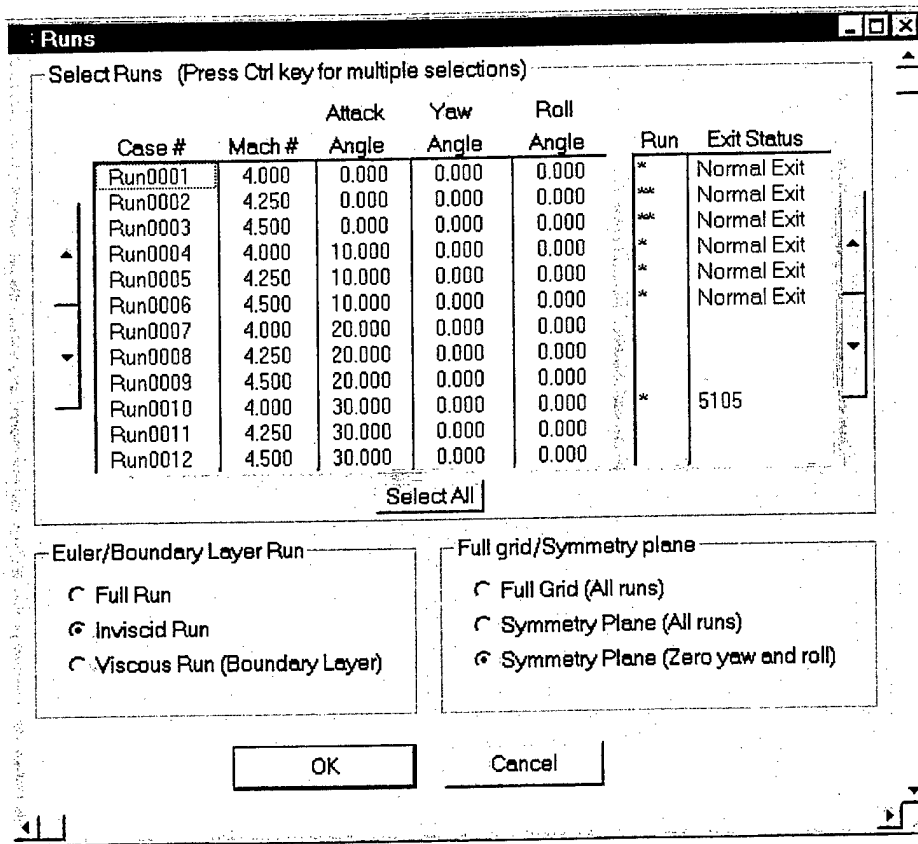 : Runs
Select Runs (Press Ctrl key for multiple selections)
Attack Yaw Roll
Case # Mach # Angle Angle Angle Run Exit Status
Run0001 4.000 0.000 0.000 0.000 * Normal Exit
Run0002 4.250 0.000 0.000 0.000 ** Normal Exit
Run0003 4.500 0.000 0.000 0.000 ** Normal Exit
Run0004 4.000 10.000 0.000 0.000 * Normal Exit
Run0005 4.250 10.000 0.000 0.000 * Normal Exit
Run0006 4.500 10.000 0.000 0.000 * Normal Exit
Run0007 4.000 20.000 0.000 0.000
Run0008 4.250 20.000 0.000 0.000
Run0009 4.500 20.000 0.000 0.000
Run0010 4.000 30.000 0.000 0.000 * 5105
Run0011 4.250 30.000 0.000 0.000
Run0012 4.500 30.000 0.000 0.000
Select All
Euler/Boundary Layer Run
Full Run
Inviscid Run
Viscous Run (Boundary Layer)
Full grid/Symmetry plane
Full Grid (All runs)
Symmetry Plane (All runs)
Symmetry Plane (Zero yaw and roll)
OK
Cancel